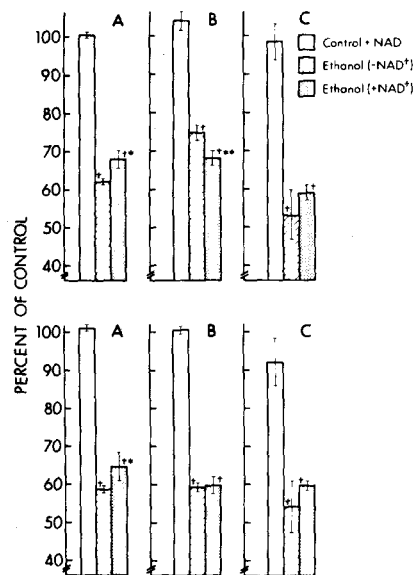 A
B
C
Control + NAD
Ethanol (-NAD⁺)
Ethanol (+NAD⁺)
100
90
80
70
60
50
40
†
†*
†
†**
†
†
PERCENT OF CONTROL
A
B
C
100
90
80
70
60
50
40
†
†*
†
†
†
†